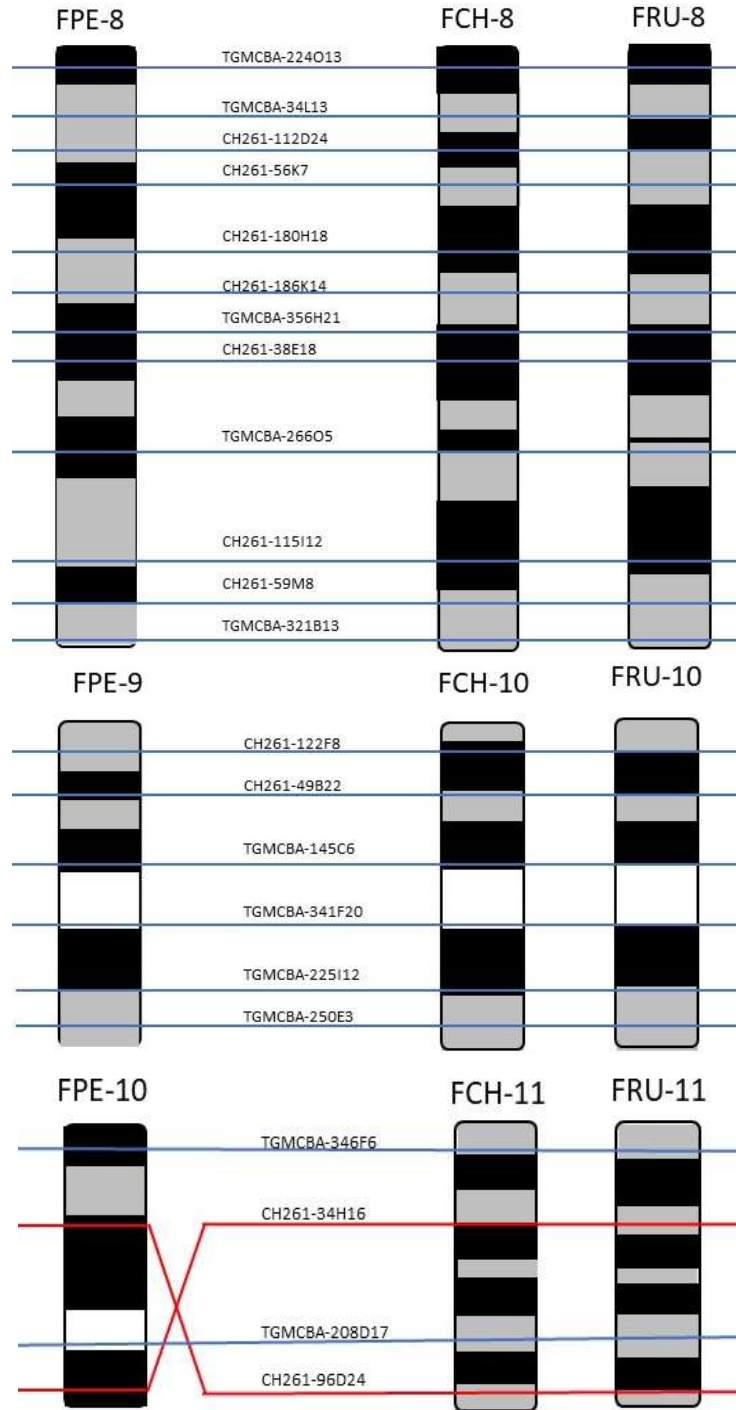 FPE-8 FCH-8 FRU-8
TGMCBA-224O13
TGMCBA-34L13
CH261-112D24
CH261-56K7
CH261-180H18
CH261-186K14
TGMCBA-356H21
CH261-38E18
TGMCBA-266O5
CH261-115I12
CH261-59M8
TGMCBA-321B13
FPE-9 FCH-10 FRU-10
CH261-122F8
CH261-49B22
TGMCBA-145C6
TGMCBA-341F20
TGMCBA-225I12
TGMCBA-250E3
FPE-10 FCH-11 FRU-11
TGMCBA-346F6
CH261-34H16
TGMCBA-208D17
CH261-96D24